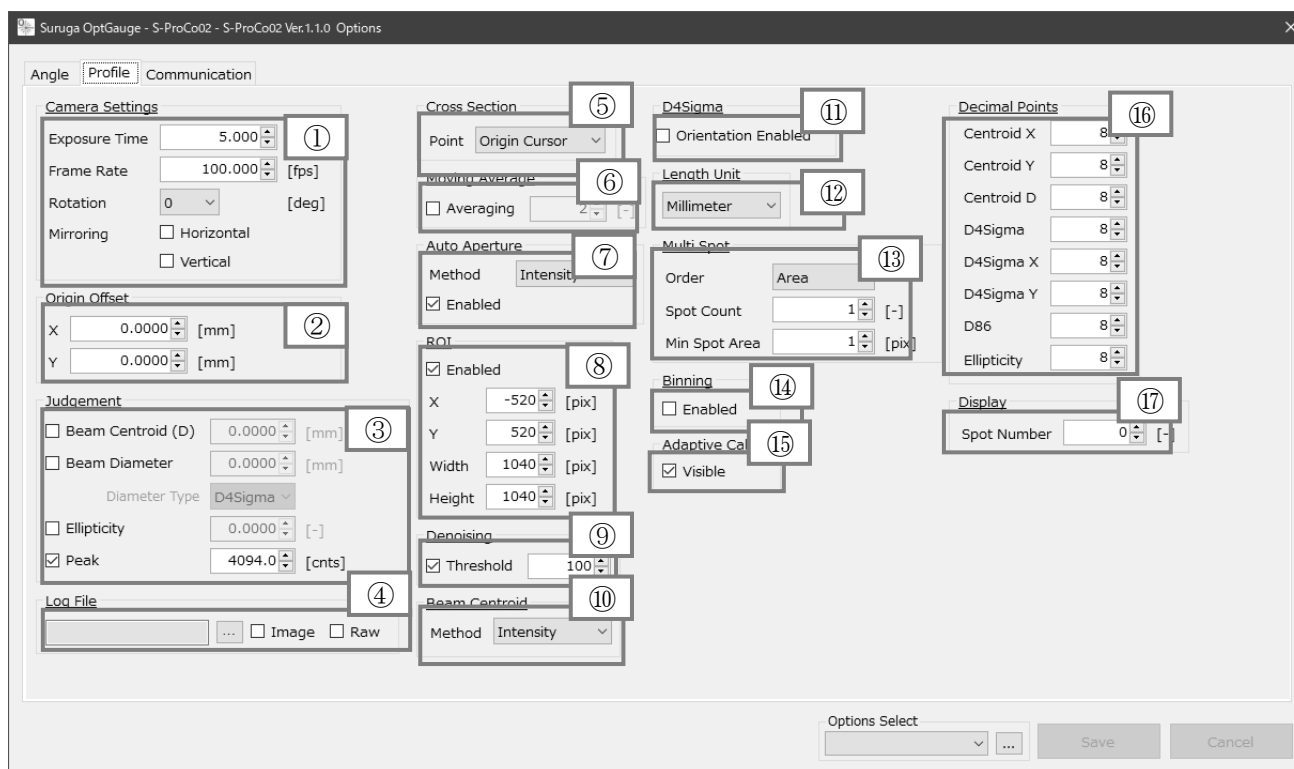 Suruga OptGauge - S-ProCo02 - S-ProCo02 Ver.1.1.0 Options
Angle Profile Communication
Camera Settings
①
Exposure Time 5.000
Frame Rate 100.000 [fps]
Rotation 0 [deg]
Mirroring Horizontal
Vertical
Origin Offset
②
X 0.0000 [mm]
Y 0.0000 [mm]
Judgement
③
Beam Centroid (D) 0.0000 [mm]
Beam Diameter 0.0000 [mm]
Diameter Type D4Sigma
Ellipticity 0.0000 [-]
Peak 4094.0 [cnts]
Log File
④
... Image Raw
Cross Section
⑤
Point Origin Cursor
Moving Average
⑥
Averaging 2 [-]
Auto Aperture
⑦
Method Intensity
Enabled
ROI
⑧
Enabled
X -520 [pix]
Y 520 [pix]
Width 1040 [pix]
Height 1040 [pix]
Denoising
⑨
Threshold 100
Beam Centroid
⑩
Method Intensity
D4Sigma
⑪
Orientation Enabled
Length Unit
⑫
Millimeter
Multi Spot
⑬
Order Area
Spot Count 1 [-]
Min Spot Area 1 [pix]
Binning
⑭
Enabled
Adaptive Cal
⑮
Visible
Decimal Points
⑯
Centroid X 8
Centroid Y 8
Centroid D 8
D4Sigma 8
D4Sigma X 8
D4Sigma Y 8
D86 8
Ellipticity 8
Display
⑰
Spot Number 0 [-]
Options Select
... Save Cancel